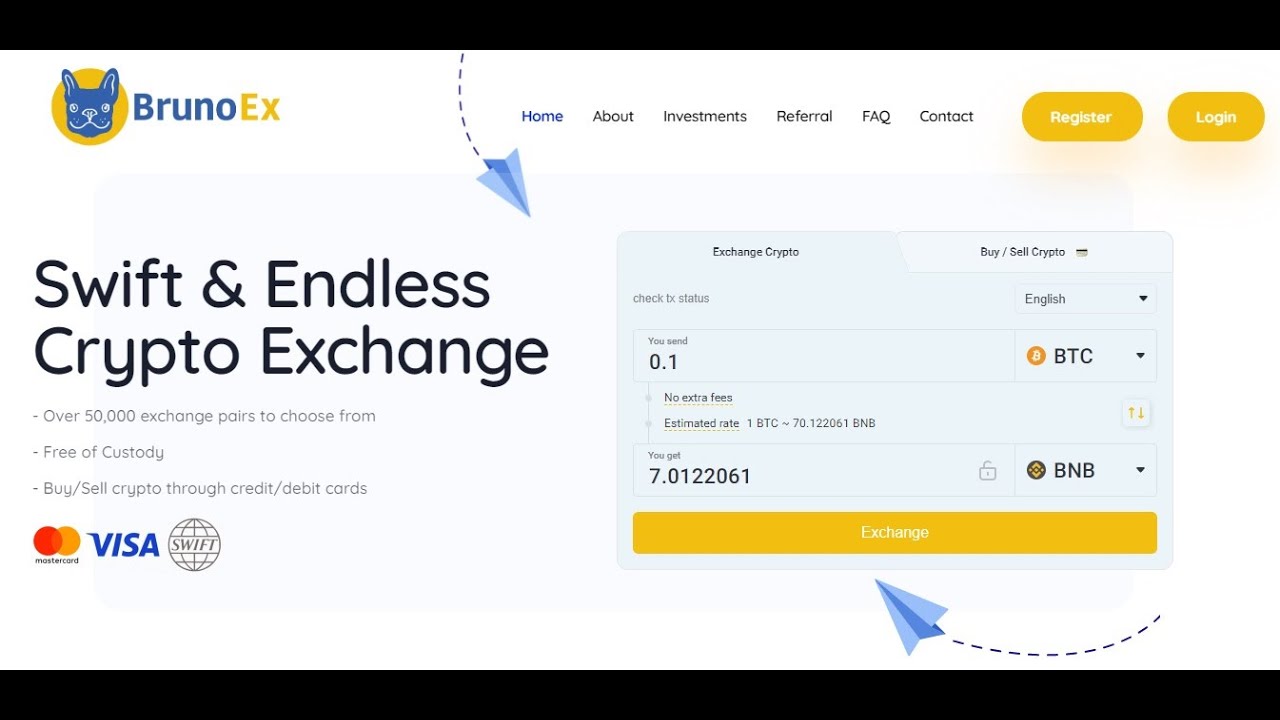 BrunoEx
Home About Investments Referral FAQ Contact Register Login
Swift & Endless
Crypto Exchange
- Over 50,000 exchange pairs to choose from
- Free of Custody
- Buy/Sell crypto through credit/debit cards
mastercard VISA SWIFT
Exchange Crypto Buy / Sell Crypto
check tx status English
You send
0.1 BTC
No extra fees
Estimated rate 1 BTC ~ 70.122061 BNB
You get
7.0122061 BNB
Exchange